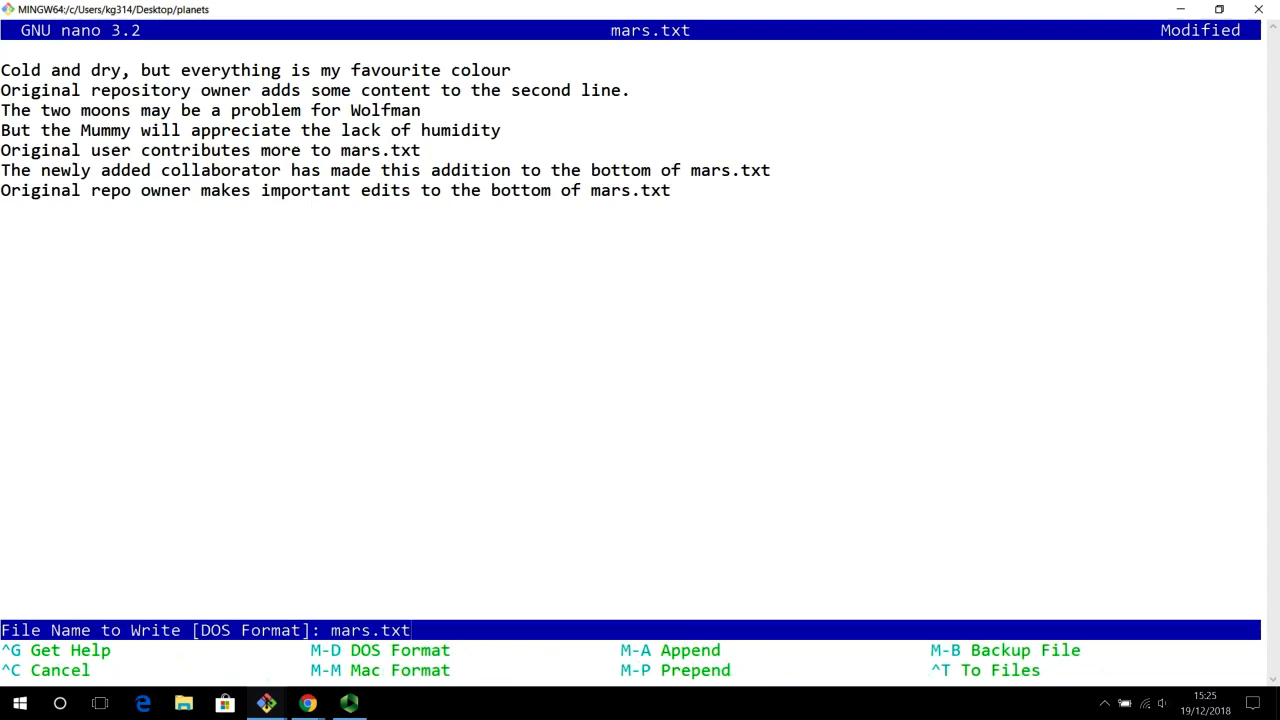 MINGW64:/c/Users/kg314/Desktop/planets
GNU nano 3.2 mars.txt Modified
Cold and dry, but everything is my favourite colour
Original repository owner adds some content to the second line.
The two moons may be a problem for Wolfman
But the Mummy will appreciate the lack of humidity
Original user contributes more to mars.txt
The newly added collaborator has made this addition to the bottom of mars.txt
Original repo owner makes important edits to the bottom of mars.txt
File Name to Write [DOS Format]: mars.txt
^G Get Help M-D DOS Format M-A Append M-B Backup File
^C Cancel M-M Mac Format M-P Prepend ^T To Files
15:25
19/12/2018